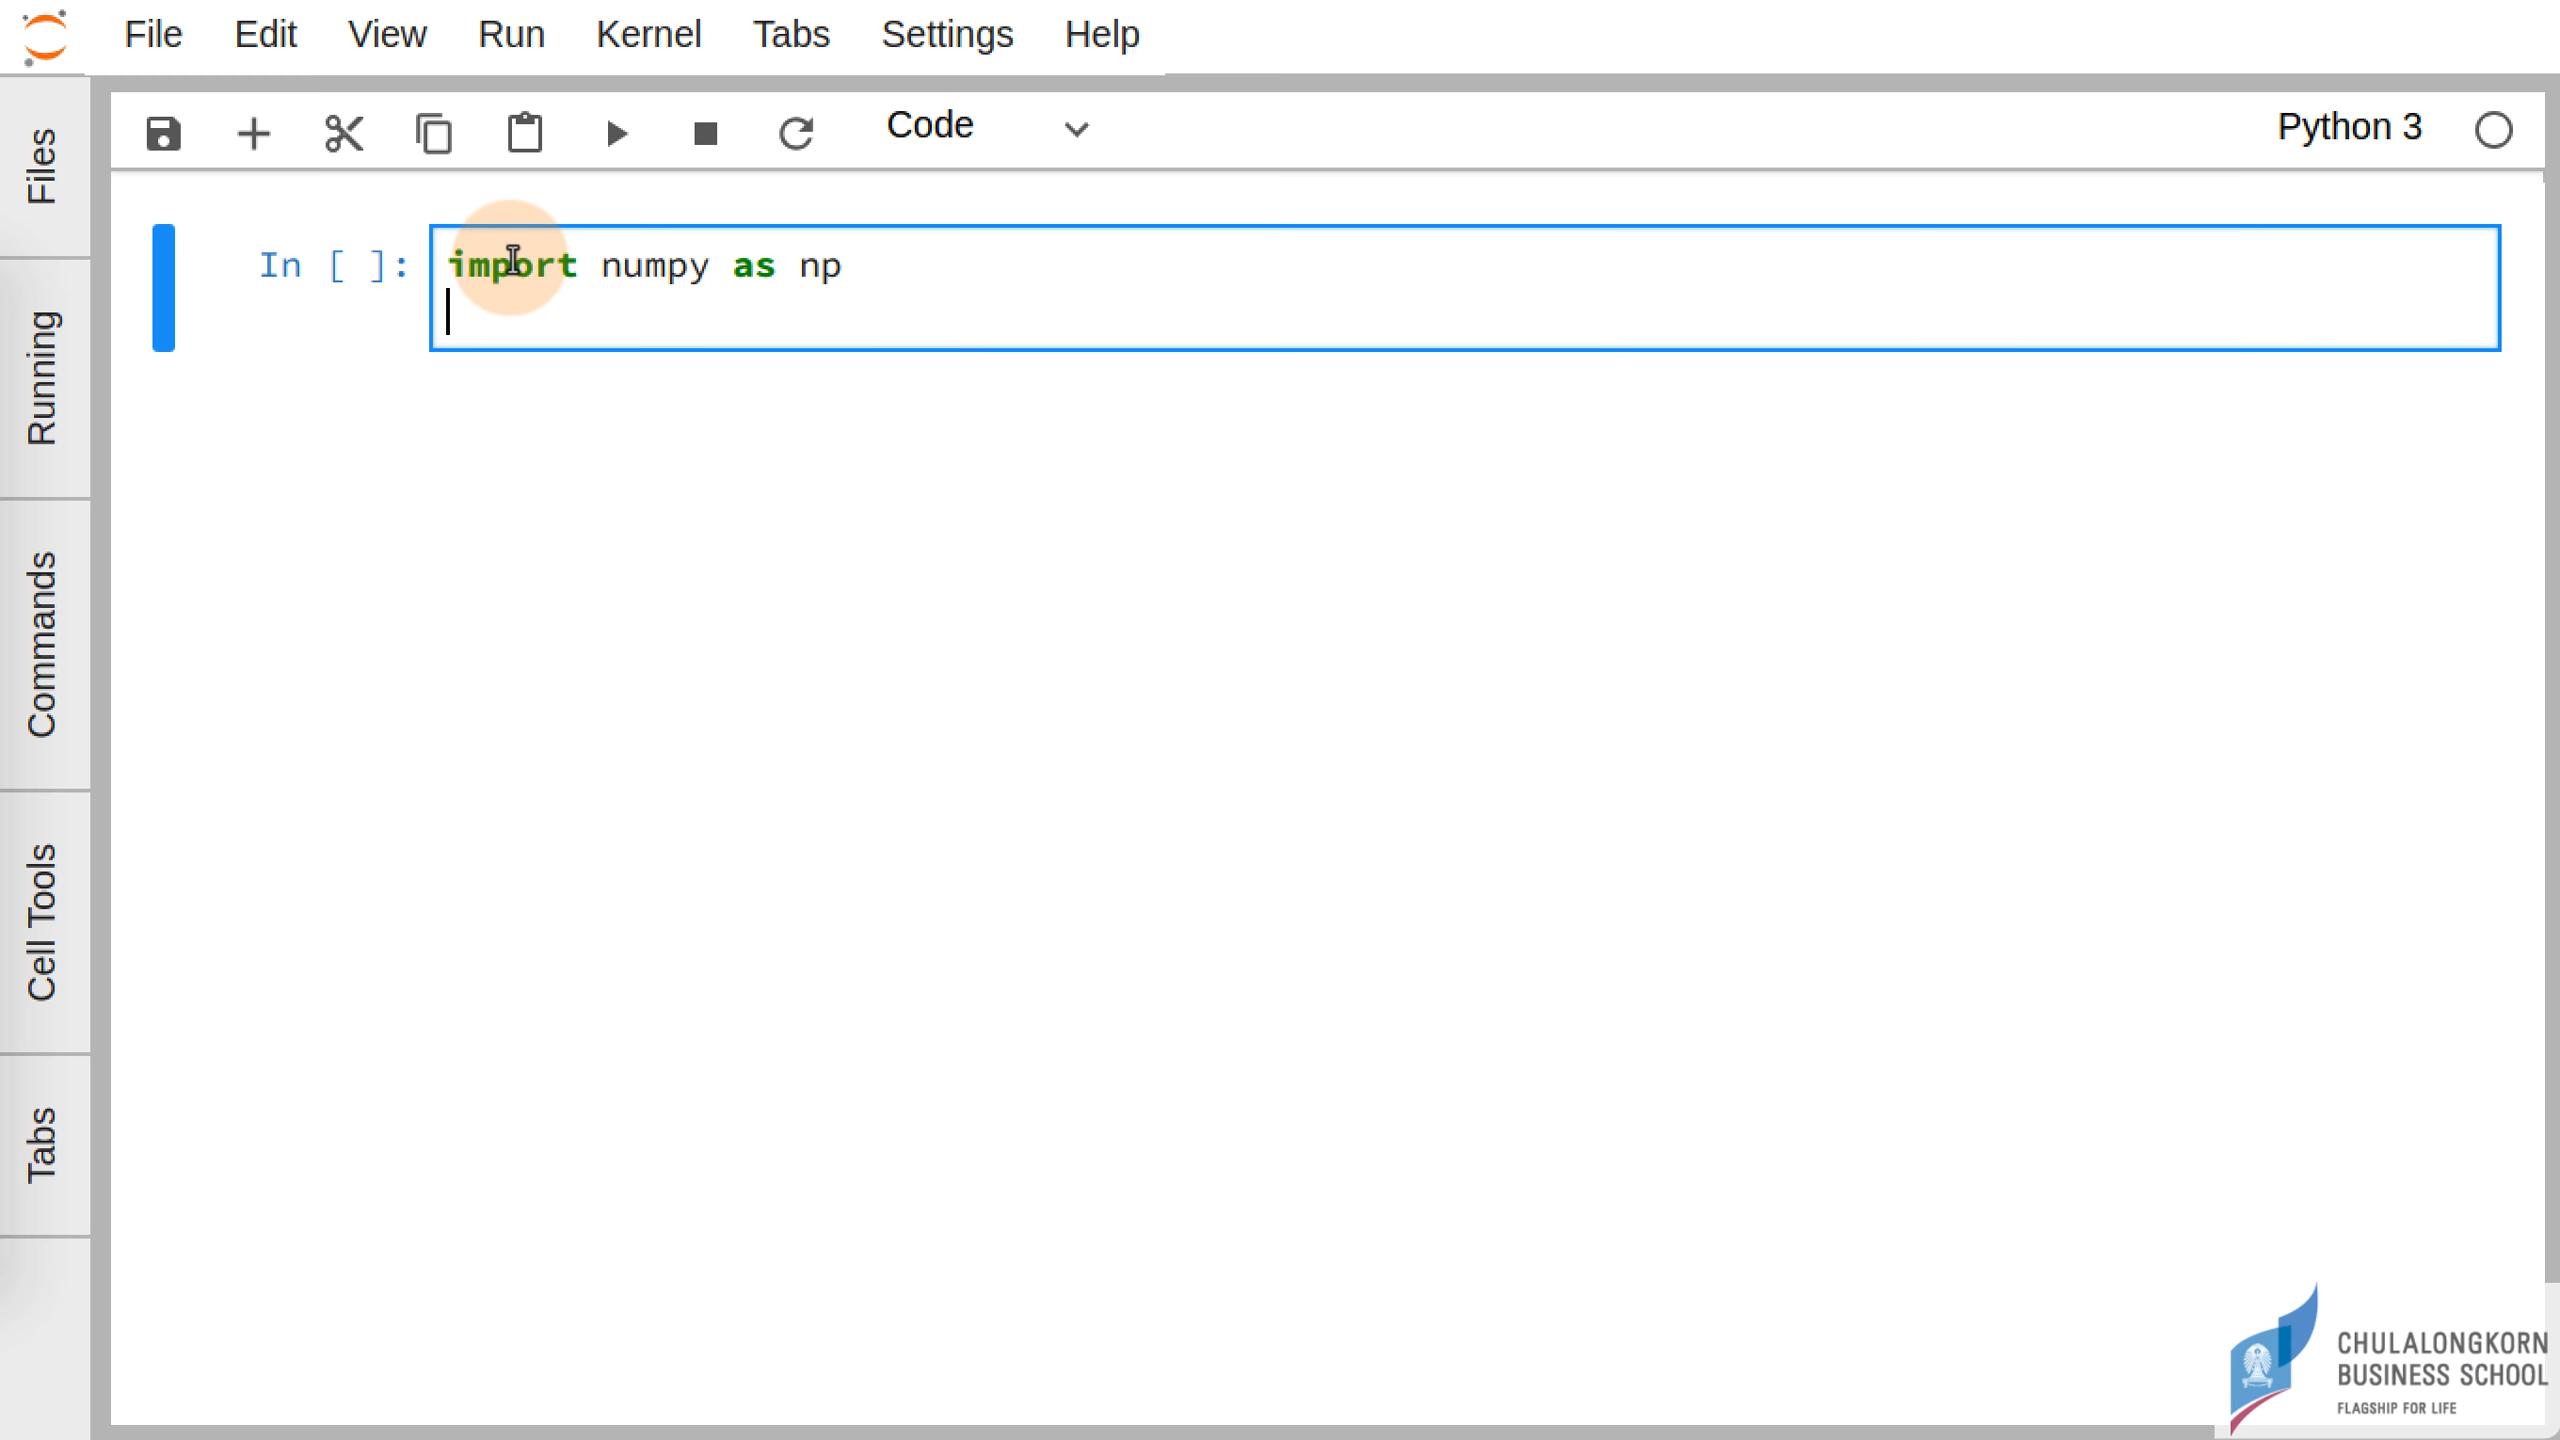 File Edit View Run Kernel Tabs Settings Help
Code
Python 3
Files
Running
Commands
Cell Tools
Tabs
In [ ]: import numpy as np
CHULALONGKORN
BUSINESS SCHOOL
FLAGSHIP FOR LIFE